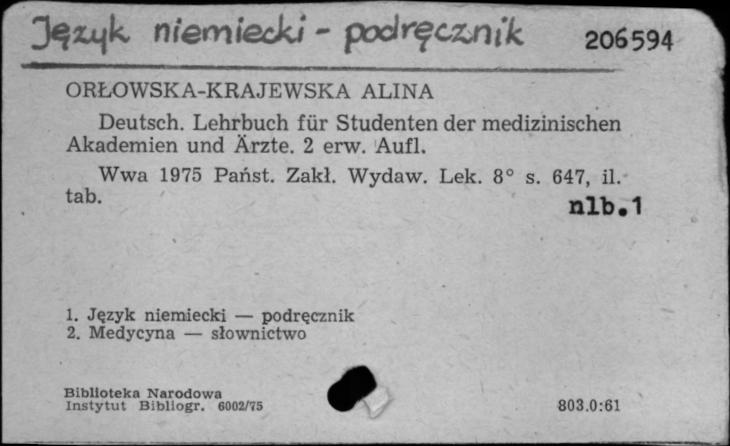 Język niemiecki - podręcznik 206594
ORŁOWSKA-KRAJEWSKA ALINA
Deutsch. Lehrbuch für Studenten der medizinischen
Akademien und Ärzte. 2 erw. Aufl.
Wwa 1975 Państ. Zakł. Wydaw. Lek. 8° s. 647, il.
tab. nlb.1
1. Język niemiecki — podręcznik
2. Medycyna — słownictwo
Biblioteka Narodowa
Instytut Bibliogr. 6002/75 803.0:61